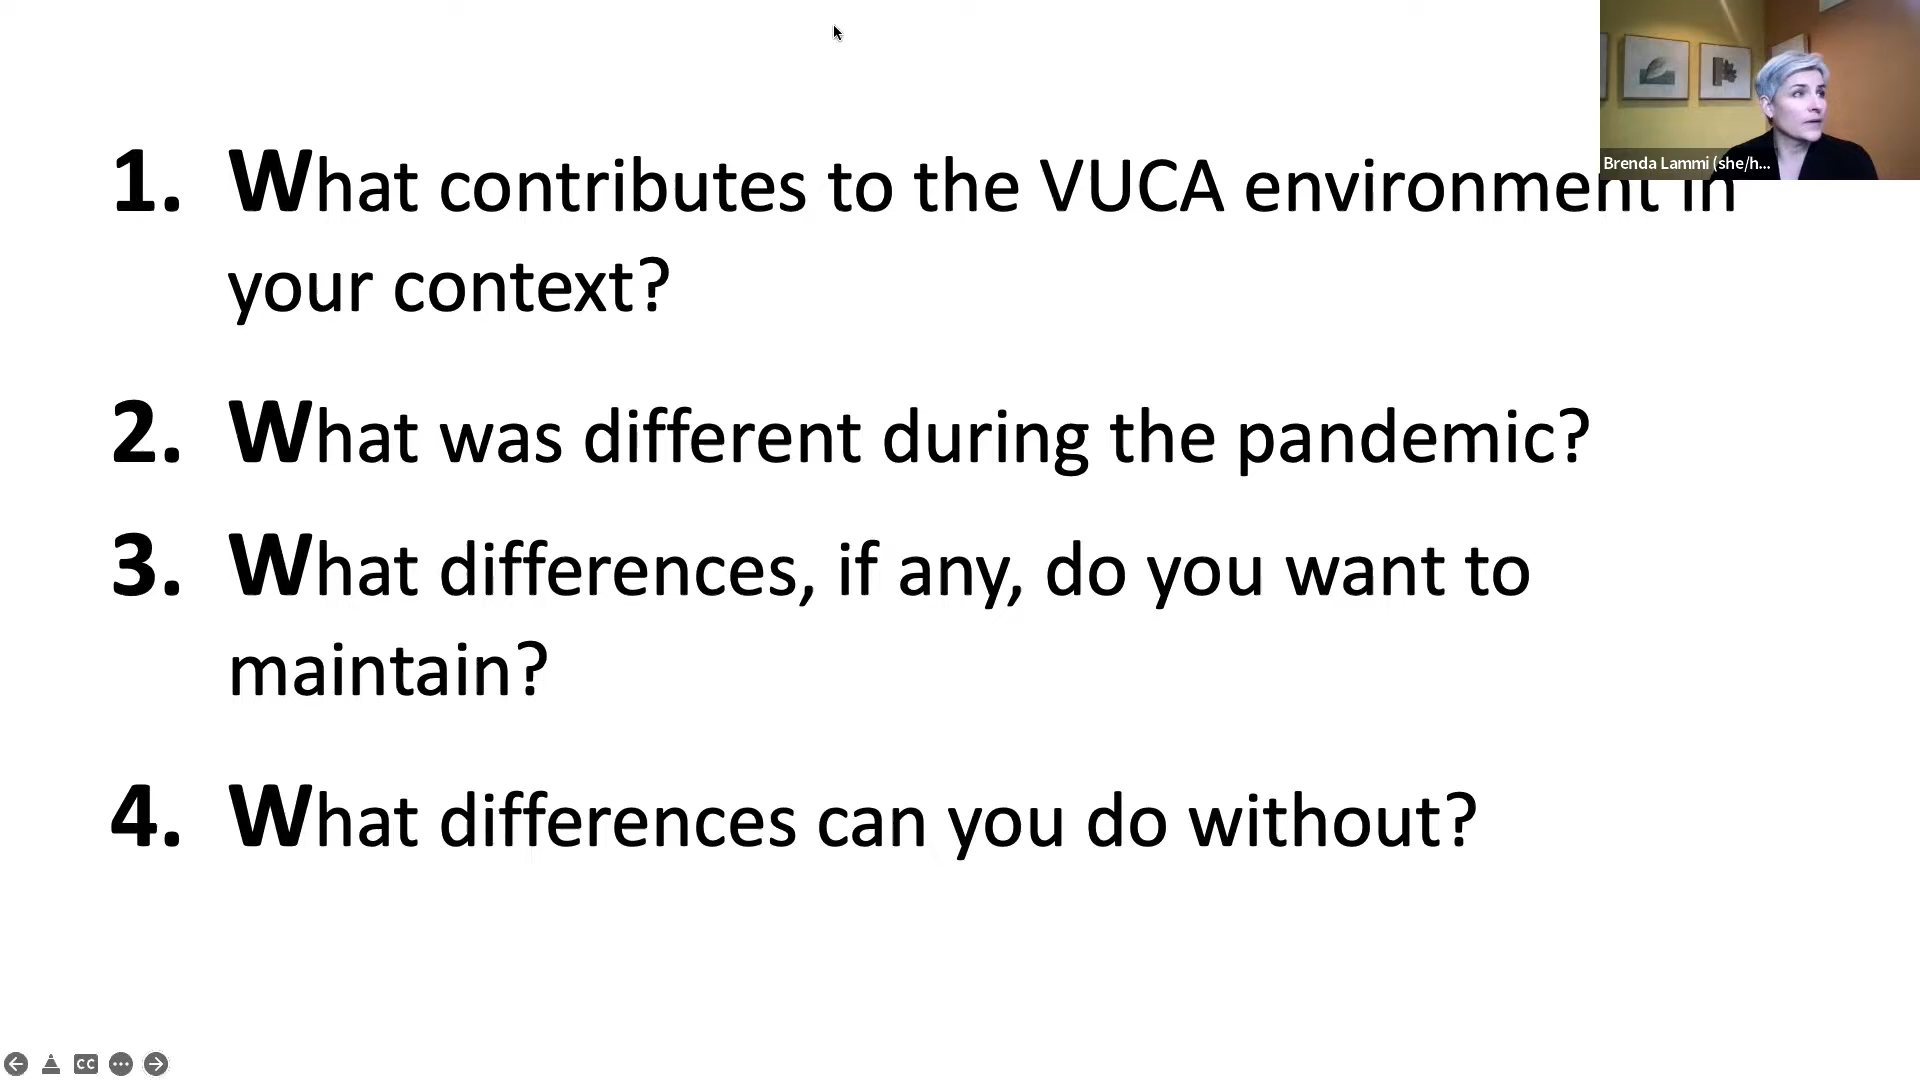 1. What contributes to the VUCA environment in
your context?
2. What was different during the pandemic?
3. What differences, if any, do you want to
maintain?
4. What differences can you do without?
Brenda Lammi (she/h...
CC